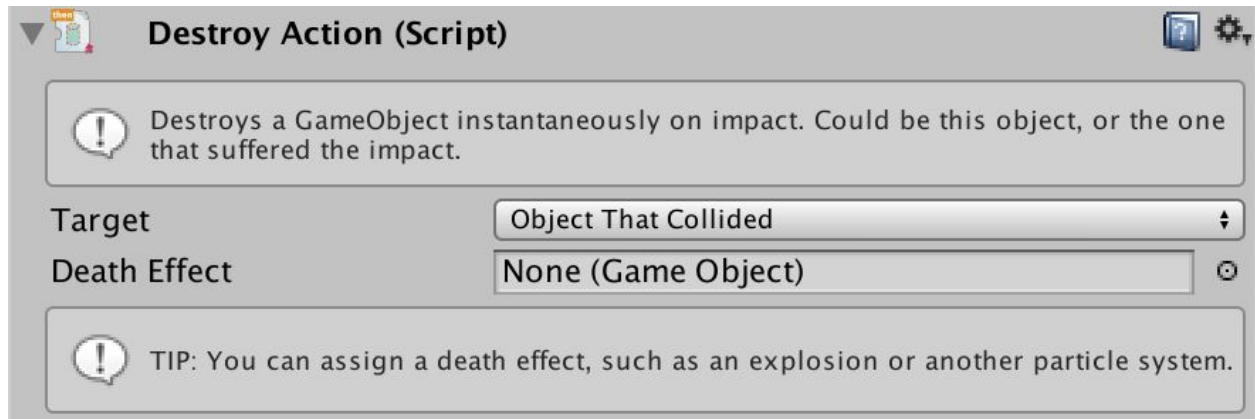 then
Destroy Action (Script)
Destroys a GameObject instantaneously on impact. Could be this object, or the one
that suffered the impact.
Target
Object That Collided
Death Effect
None (Game Object)
TIP: You can assign a death effect, such as an explosion or another particle system.